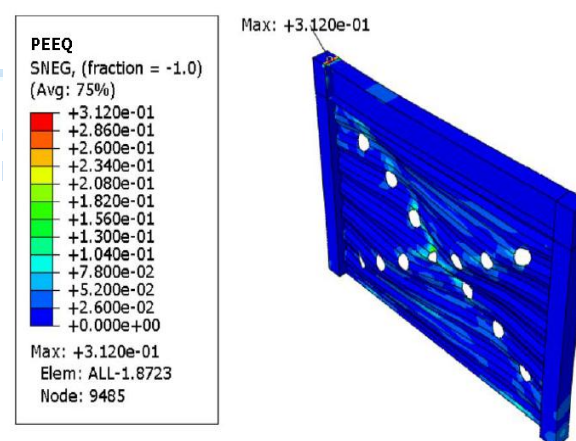 Max: +3.120e-01
PEEQ
SNEG, (fraction = -1.0)
(Avg: 75%)
+3.120e-01
+2.860e-01
+2.600e-01
+2.340e-01
+2.080e-01
+1.820e-01
+1.560e-01
+1.300e-01
+1.040e-01
+7.800e-02
+5.200e-02
+2.600e-02
+0.000e+00
Max: +3.120e-01
Elem: ALL-1.8723
Node: 9485